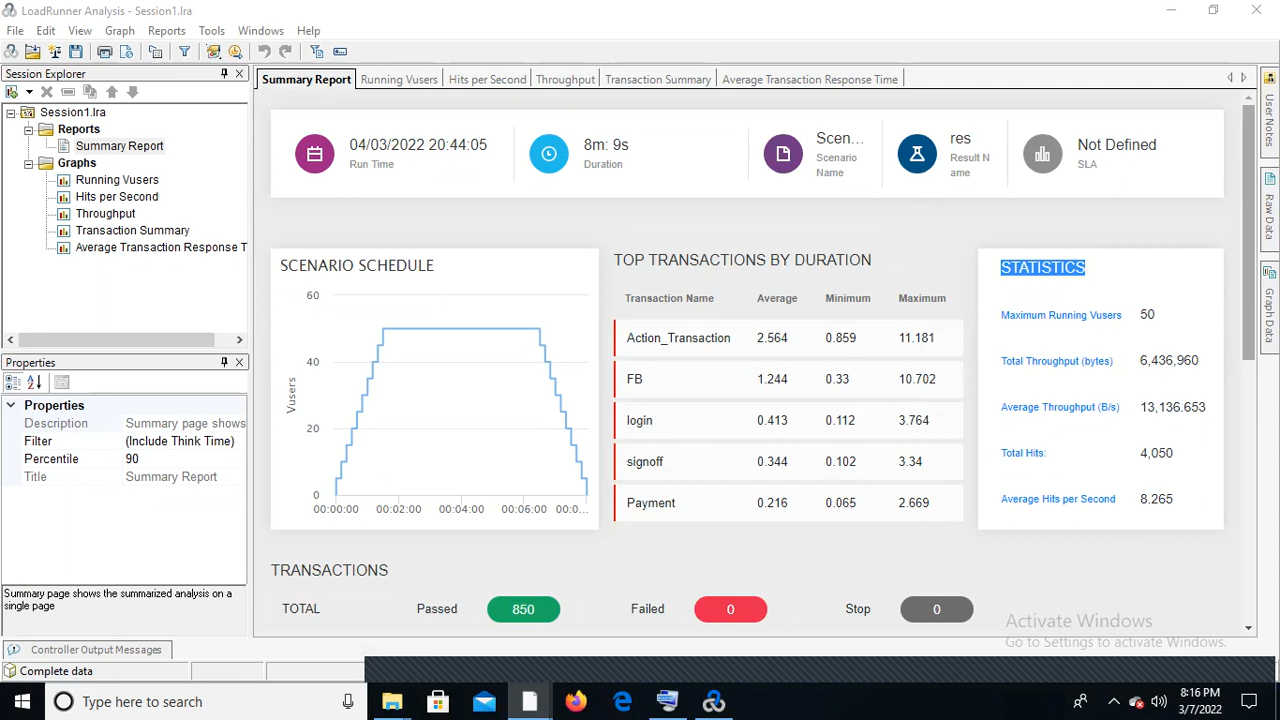 LoadRunner Analysis - Session1.lra
File Edit View Graph Reports Tools Windows Help
Session Explorer
Session1.lra
Reports
Summary Report
Graphs
Running Vusers
Hits per Second
Throughput
Transaction Summary
Average Transaction Response T
Properties
Properties
Description Summary page shows
Filter (Include Think Time)
Percentile 90
Title Summary Report
Summary page shows the summarized analysis on a
single page
Summary Report Running Vusers Hits per Second Throughput Transaction Summary Average Transaction Response Time
04/03/2022 20:44:05
Run Time
8m: 9s
Duration
Scen...
Scenario
Name
res
Result N
ame
Not Defined
SLA
SCENARIO SCHEDULE
60
40
20
0
Vusers
00:00:00 00:02:00 00:04:00 00:06:00 00:0...
TOP TRANSACTIONS BY DURATION
Transaction Name Average Minimum Maximum
Action_Transaction 2.564 0.859 11.181
FB 1.244 0.33 10.702
login 0.413 0.112 3.764
signoff 0.344 0.102 3.34
Payment 0.216 0.065 2.669
STATISTICS
Maximum Running Vusers 50
Total Throughput (bytes) 6,436,960
Average Throughput (B/s) 13,136.653
Total Hits: 4,050
Average Hits per Second 8.265
TRANSACTIONS
TOTAL Passed 850 Failed 0 Stop 0
User Notes
Raw Data
Graph Data
Activate Windows
Go to Settings to activate Windows.
Controller Output Messages
Complete data
Type here to search
8:16 PM
3/7/2022